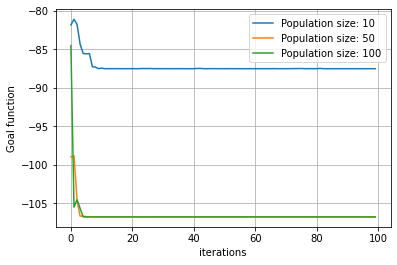 −80
−85
−90
−95
−100
−105
Goal function
Population size: 10
Population size: 50
Population size: 100
0
20
40
60
80
100
iterations